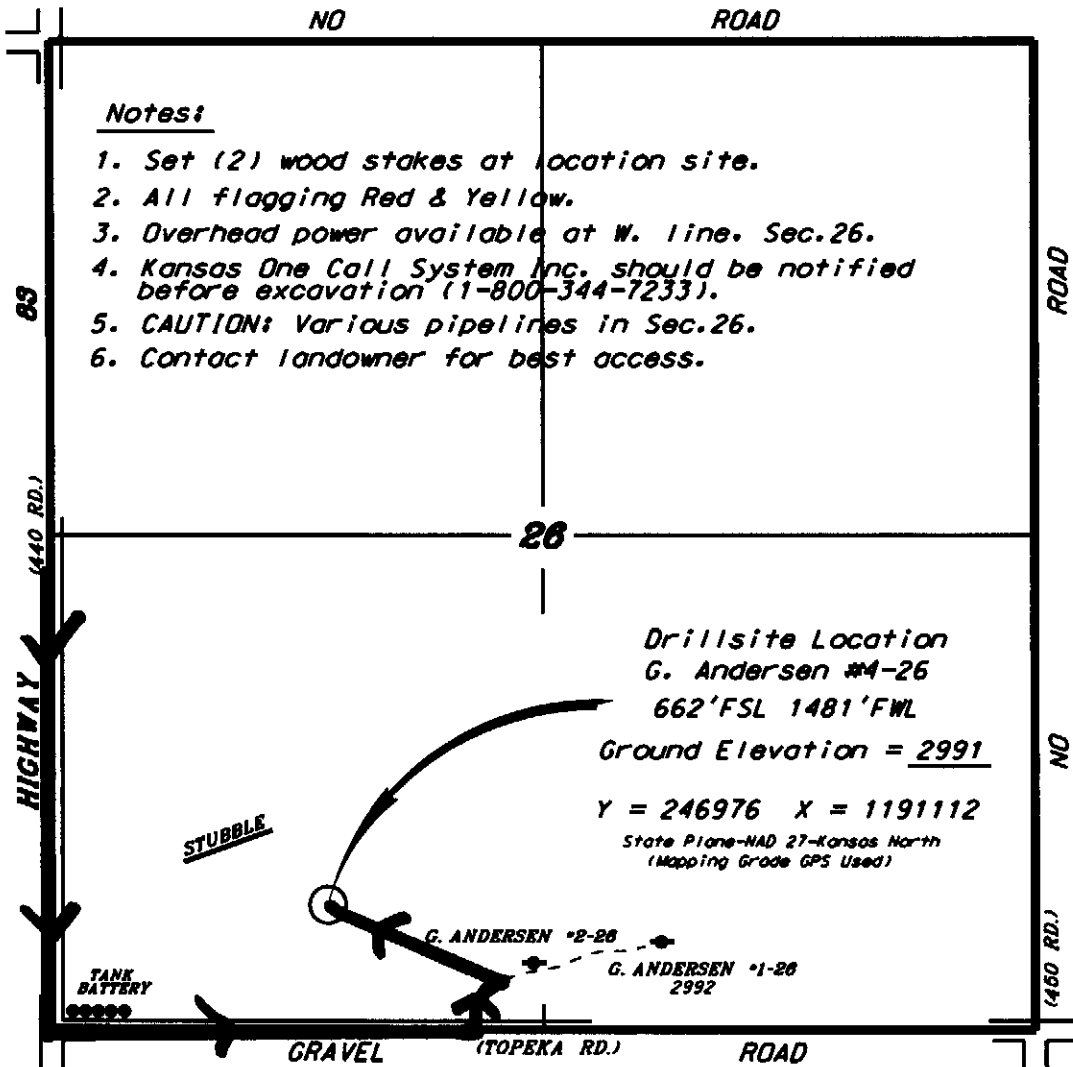 NO ROAD
Notes:
1. Set (2) wood stakes at location site.
2. All flagging Red & Yellow.
3. Overhead power available at W. line. Sec.26.
4. Kansas One Call System Inc. should be notified
before excavation (1-800-344-7233).
5. CAUTION: Various pipelines in Sec.26.
6. Contact landowner for best access.
83
ROAD
(440 RD.)
26
HIGHWAY
Drillsite Location
G. Andersen #4-26
662'FSL 1481'FWL
Ground Elevation = 2991
NO
Y = 246976 X = 1191112
State Plane-NAD 27-Kansas North
(Mapping Grade GPS Used)
STUBBLE
G. ANDERSEN #2-26
G. ANDERSEN #1-26
2992
(460 RD.)
TANK
BATTERY
GRAVEL (TOPEKA RD.) ROAD